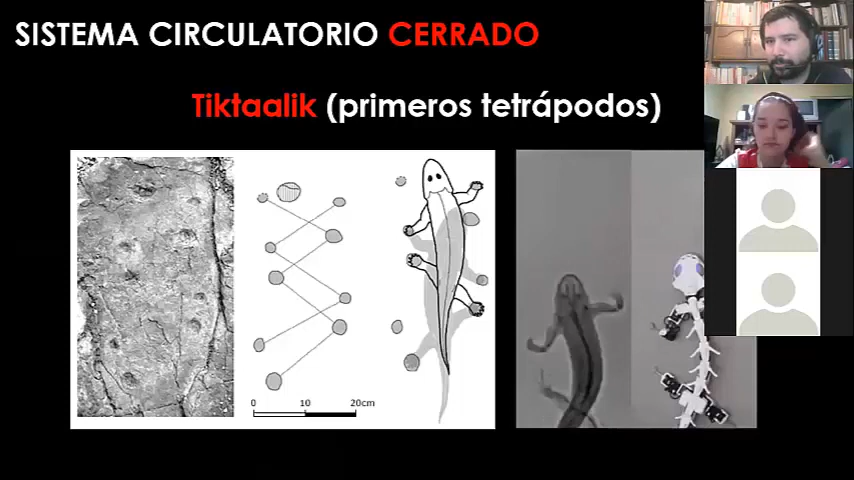 SISTEMA CIRCULATORIO CERRADO
Tiktaalik (primeros tetrápodos)
0 10 20cm